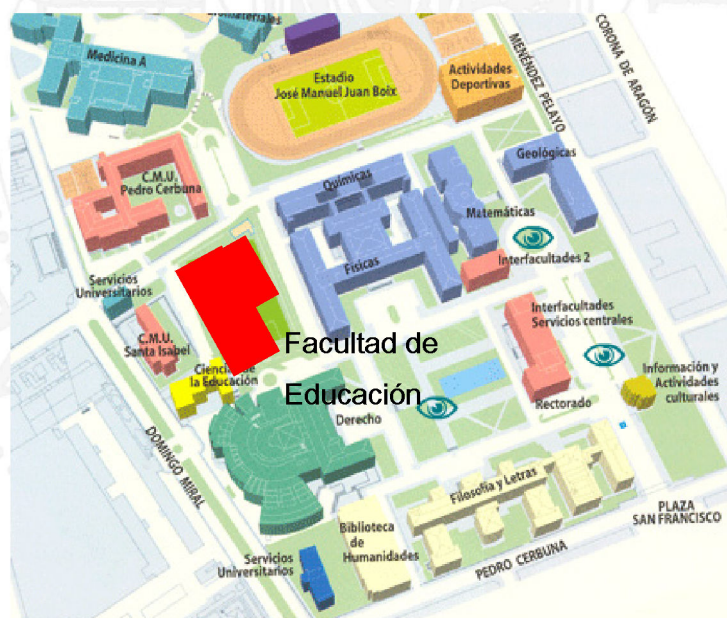 CORONA DE ARAGÓN
MENÉNDEZ PELAYO
Medicina A
Estadio
José Manuel Juan Boix
Actividades
Deportivas
Geológicas
C.M.U.
Pedro Cerbuna
Químicas
Matemáticas
Físicas
Interfacultades 2
Servicios
Universitarios
Interfacultades
Servicios centrales
C.M.U.
Santa Isabel
Facultad de
Educación
la Educación
Información y
Actividades
culturales
Rectorado
Derecho
DOMINGO MIRAL
Filosofía y Letras
PLAZA
SAN FRANCISCO
Biblioteca
de
Humanidades
PEDRO CERBUNA
Servicios
Universitarios